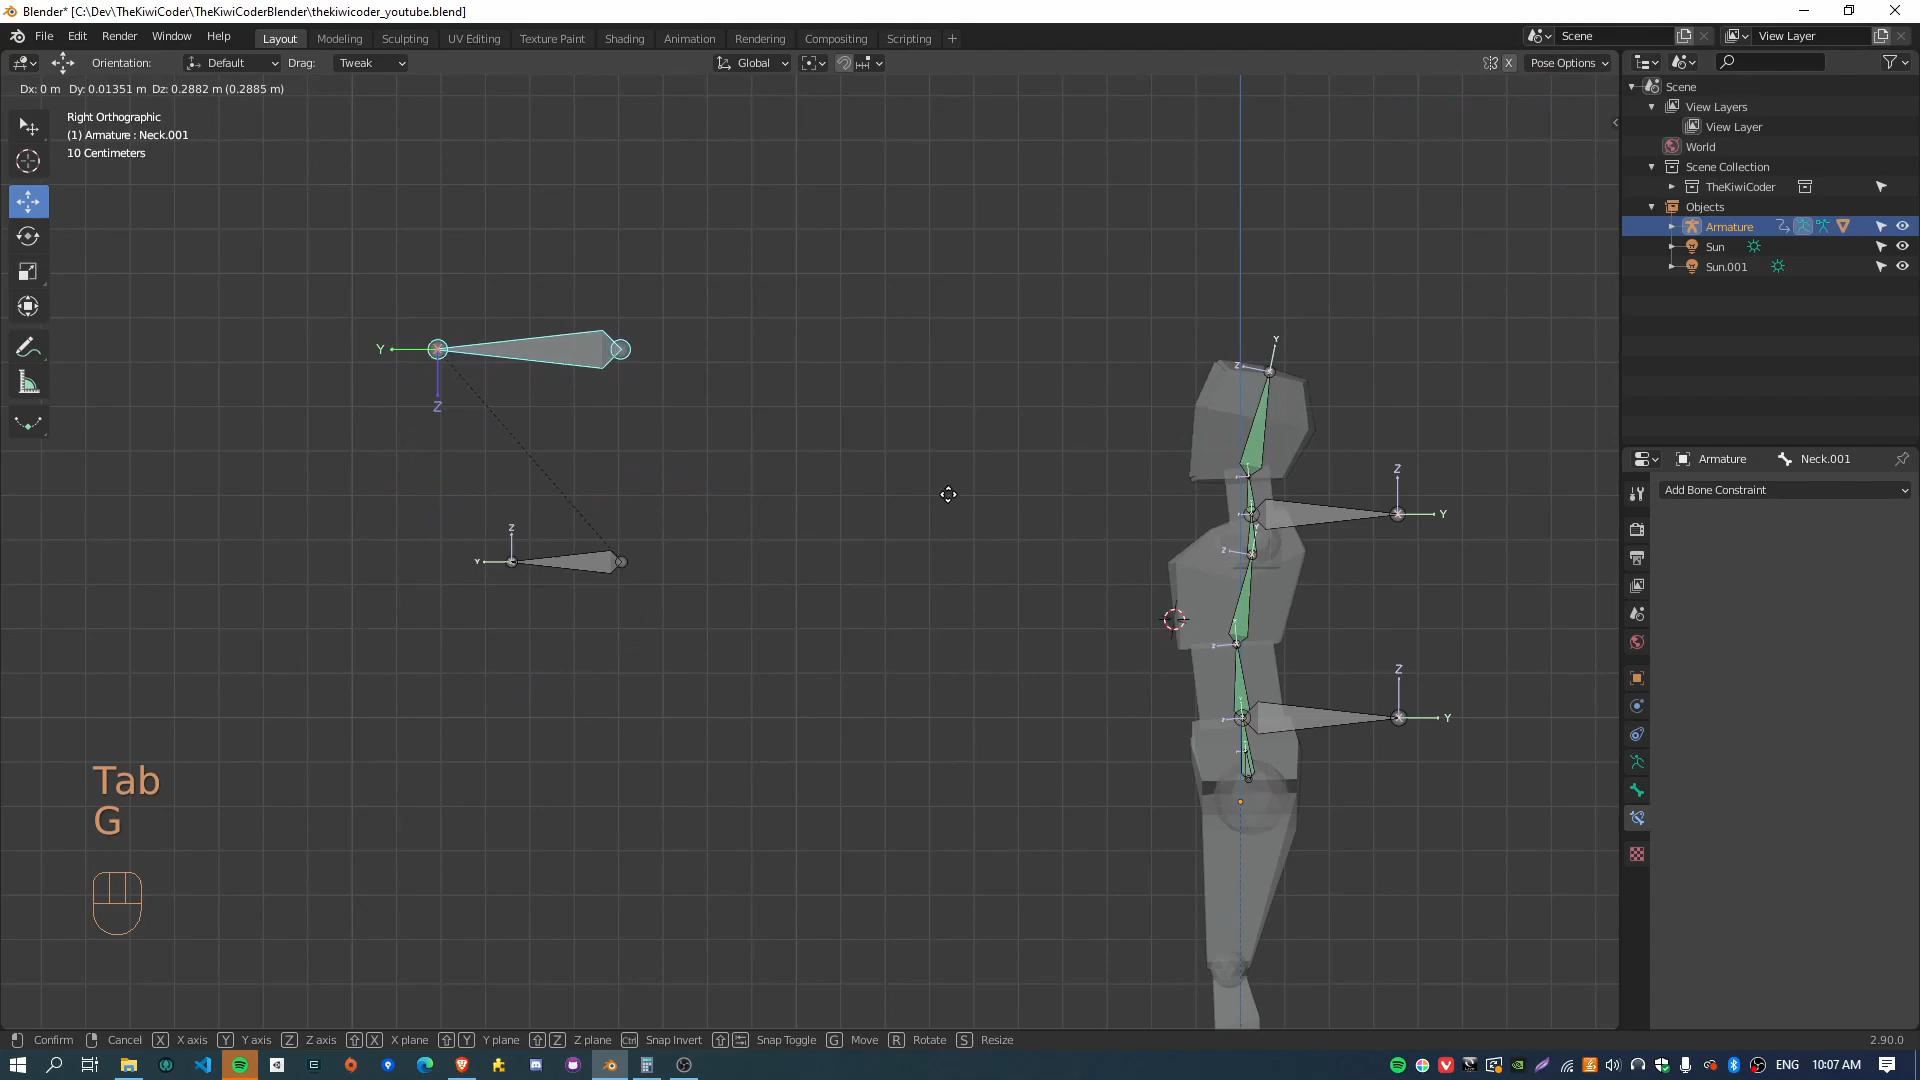 Blender* [C:\Dev\TheKiwiCoder\TheKiwiCoderBlender\thekiwicoder_youtube.blend]
File Edit Render Window Help Layout Modeling Sculpting UV Editing Texture Paint Shading Animation Rendering Compositing Scripting + Scene View Layer
Orientation: Default Drag: Tweak Global X Pose Options
Dx: 0 m Dy: 0.01351 m Dz: 0.2882 m (0.2885 m)
Right Orthographic
(1) Armature : Neck.001
10 Centimeters
Scene
View Layers
View Layer
World
Scene Collection
TheKiwiCoder
Objects
Armature
Sun
Sun.001
Armature Neck.001
Add Bone Constraint
Y
Z
Z
Y
Y
Z
Z
Y
Z
Y
Tab
G
Confirm Cancel X X axis Y Y axis Z Z axis X X plane Y Y plane Z Z plane Ctrl Snap Invert Snap Toggle G Move R Rotate S Resize 2.90.0
ENG 10:07 AM